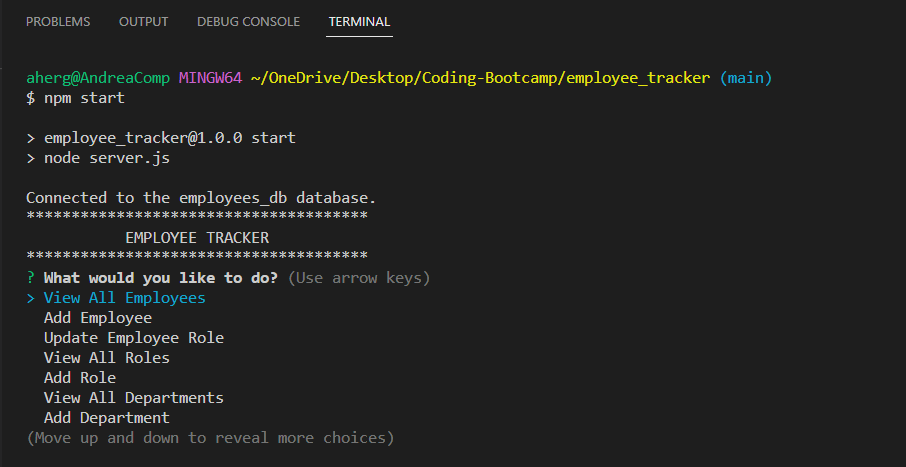 PROBLEMS OUTPUT DEBUG CONSOLE TERMINAL
aherg@AndreaComp MINGW64 ~/OneDrive/Desktop/Coding-Bootcamp/employee_tracker (main)
$ npm start
> employee_tracker@1.0.0 start
> node server.js
Connected to the employees_db database.
**************************************
EMPLOYEE TRACKER
**************************************
? What would you like to do? (Use arrow keys)
> View All Employees
Add Employee
Update Employee Role
View All Roles
Add Role
View All Departments
Add Department
(Move up and down to reveal more choices)